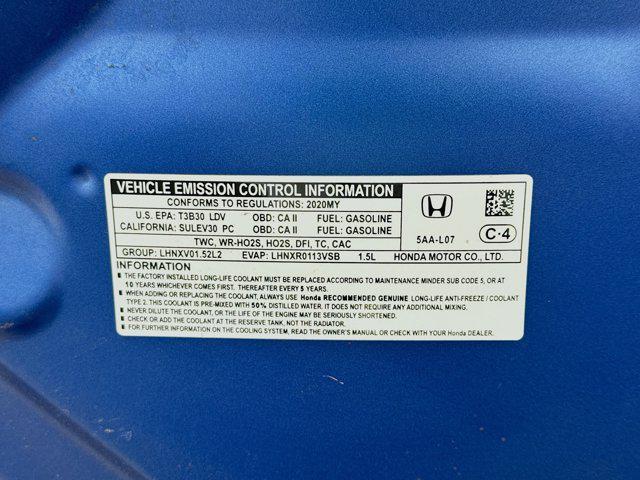 VEHICLE EMISSION CONTROL INFORMATION
CONFORMS TO REGULATIONS: 2020MY
U.S. EPA: T3B30 LDV OBD: CA II FUEL: GASOLINE
CALIFORNIA: SULEV30 PC OBD: CA II FUEL: GASOLINE
TWC, WR-HO2S, HO2S, DFI, TC, CAC
GROUP: LHNXV01.52L2 EVAP: LHNXR0113VSB 1.5L
5AA-L07
C-4
HONDA MOTOR CO., LTD.
INFORMATION
THE FACTORY INSTALLED LONG-LIFE COOLANT MUST BE REPLACED ACCORDING TO MAINTENANCE MINDER SUB CODE 5, OR AT
10 YEARS WHICHEVER COMES FIRST. THEREAFTER EVERY 5 YEARS.
WHEN ADDING OR REPLACING THE COOLANT, ALWAYS USE Honda RECOMMENDED GENUINE LONG-LIFE ANTI-FREEZE / COOLANT
TYPE 2. THIS COOLANT IS PRE-MIXED WITH 50% DISTILLED WATER. IT DOES NOT REQUIRE ANY ADDITIONAL MIXING.
NEVER DILUTE THE COOLANT, OR THE LIFE OF THE ENGINE MAY BE SERIOUSLY SHORTENED.
CHECK OR ADD THE COOLANT AT THE RESERVE TANK, NOT THE RADIATOR.
FOR FURTHER INFORMATION ON THE COOLING SYSTEM, READ THE OWNER'S MANUAL OR CHECK WITH YOUR Honda DEALER.